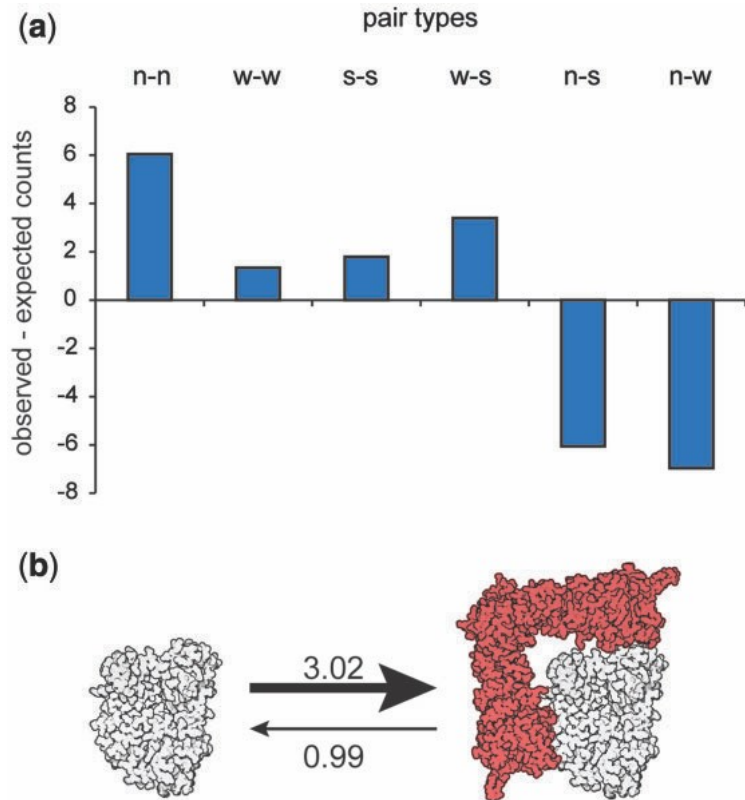 (a)
pair types
n-n w-w s-s w-s n-s n-w
observed - expected counts
8
6
4
2
0
-2
-4
-6
-8
(b)
3.02
0.99